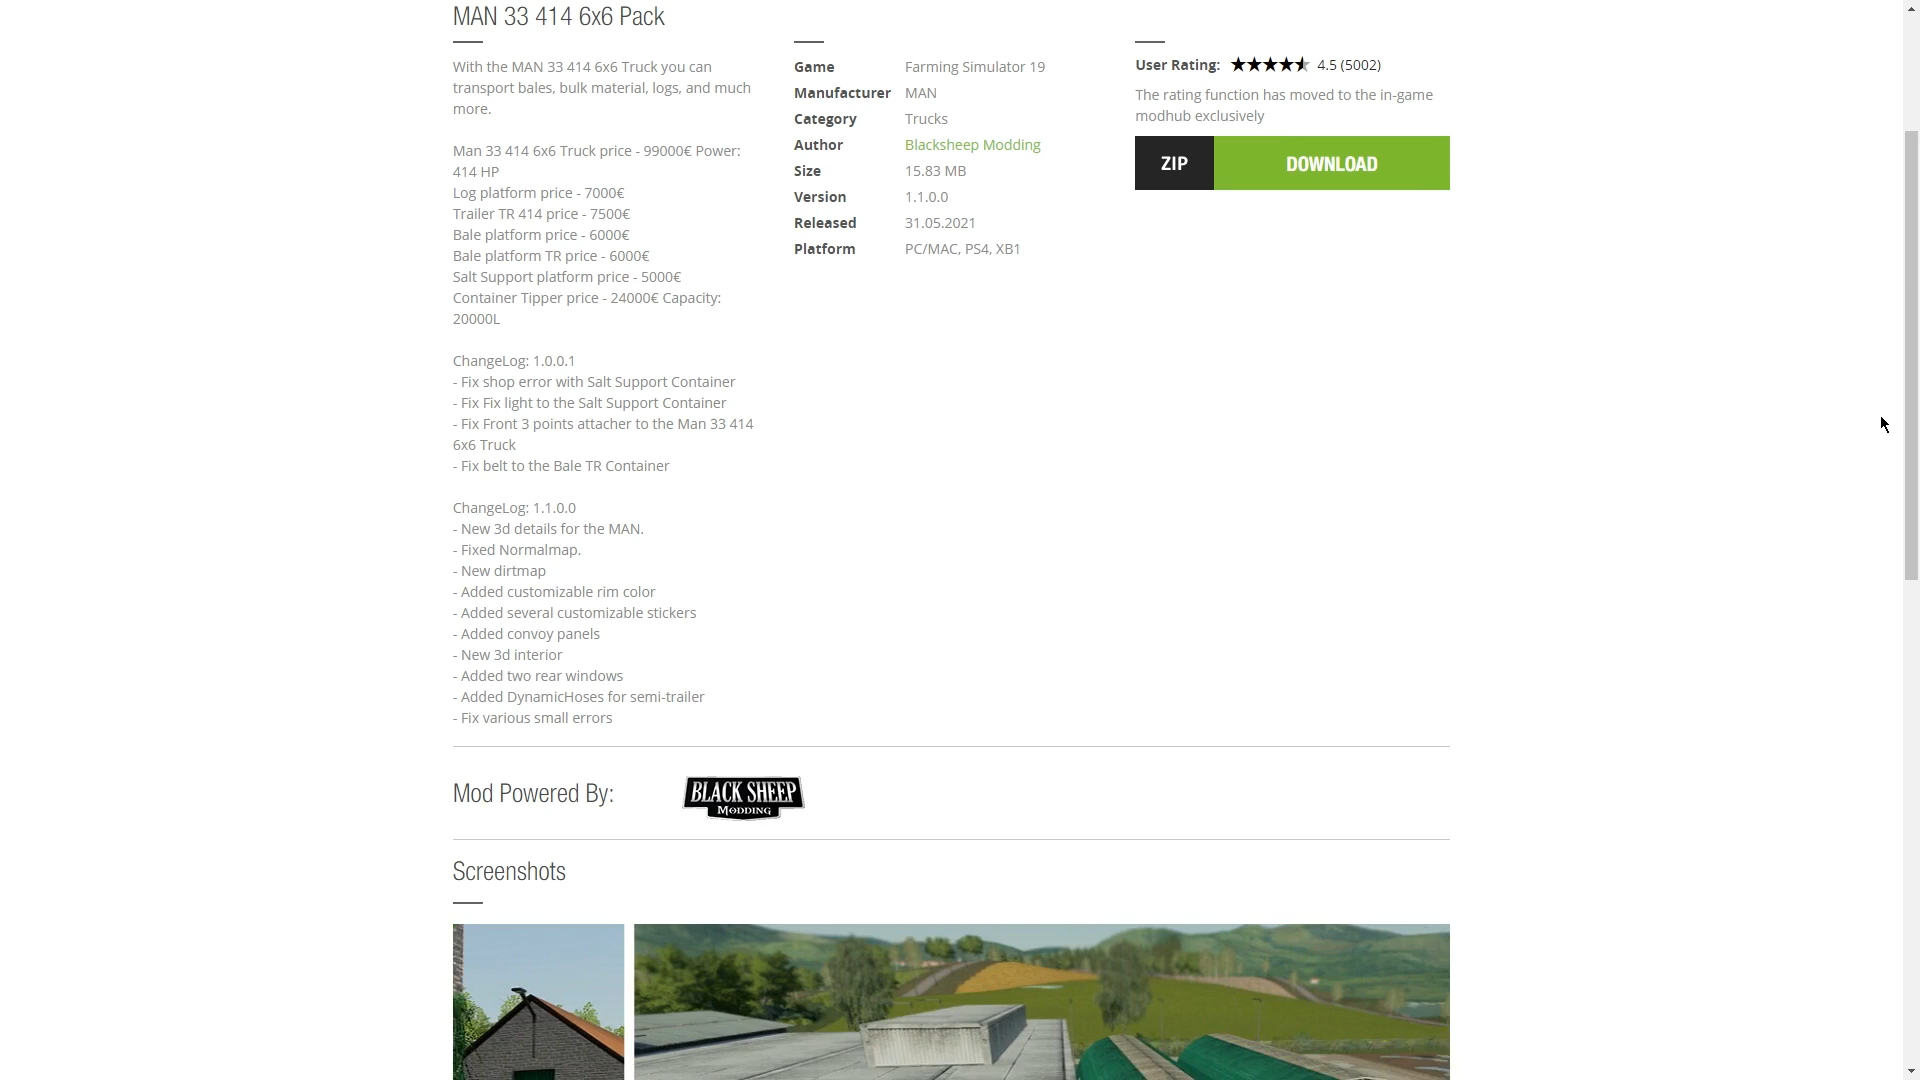 MAN 33 414 6x6 Pack
With the MAN 33 414 6x6 Truck you can
transport bales, bulk material, logs, and much
more.
Man 33 414 6x6 Truck price - 99000€ Power:
414 HP
Log platform price - 7000€
Trailer TR 414 price - 7500€
Bale platform price - 6000€
Bale platform TR price - 6000€
Salt Support platform price - 5000€
Container Tipper price - 24000€ Capacity:
20000L
ChangeLog: 1.0.0.1
- Fix shop error with Salt Support Container
- Fix Fix light to the Salt Support Container
- Fix Front 3 points attacher to the Man 33 414
6x6 Truck
- Fix belt to the Bale TR Container
ChangeLog: 1.1.0.0
- New 3d details for the MAN.
- Fixed Normalmap.
- New dirtmap
- Added customizable rim color
- Added several customizable stickers
- Added convoy panels
- New 3d interior
- Added two rear windows
- Added DynamicHoses for semi-trailer
- Fix various small errors
Game Farming Simulator 19
Manufacturer MAN
Category Trucks
Author Blacksheep Modding
Size 15.83 MB
Version 1.1.0.0
Released 31.05.2021
Platform PC/MAC, PS4, XB1
User Rating: 4.5 (5002)
The rating function has moved to the in-game
modhub exclusively
ZIP DOWNLOAD
Mod Powered By:
BLACK SHEEP
MODDING
Screenshots